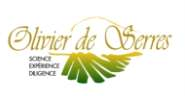 Olivier de Serres
SCIENCE
EXPÉRIENCE
DILIGENCE